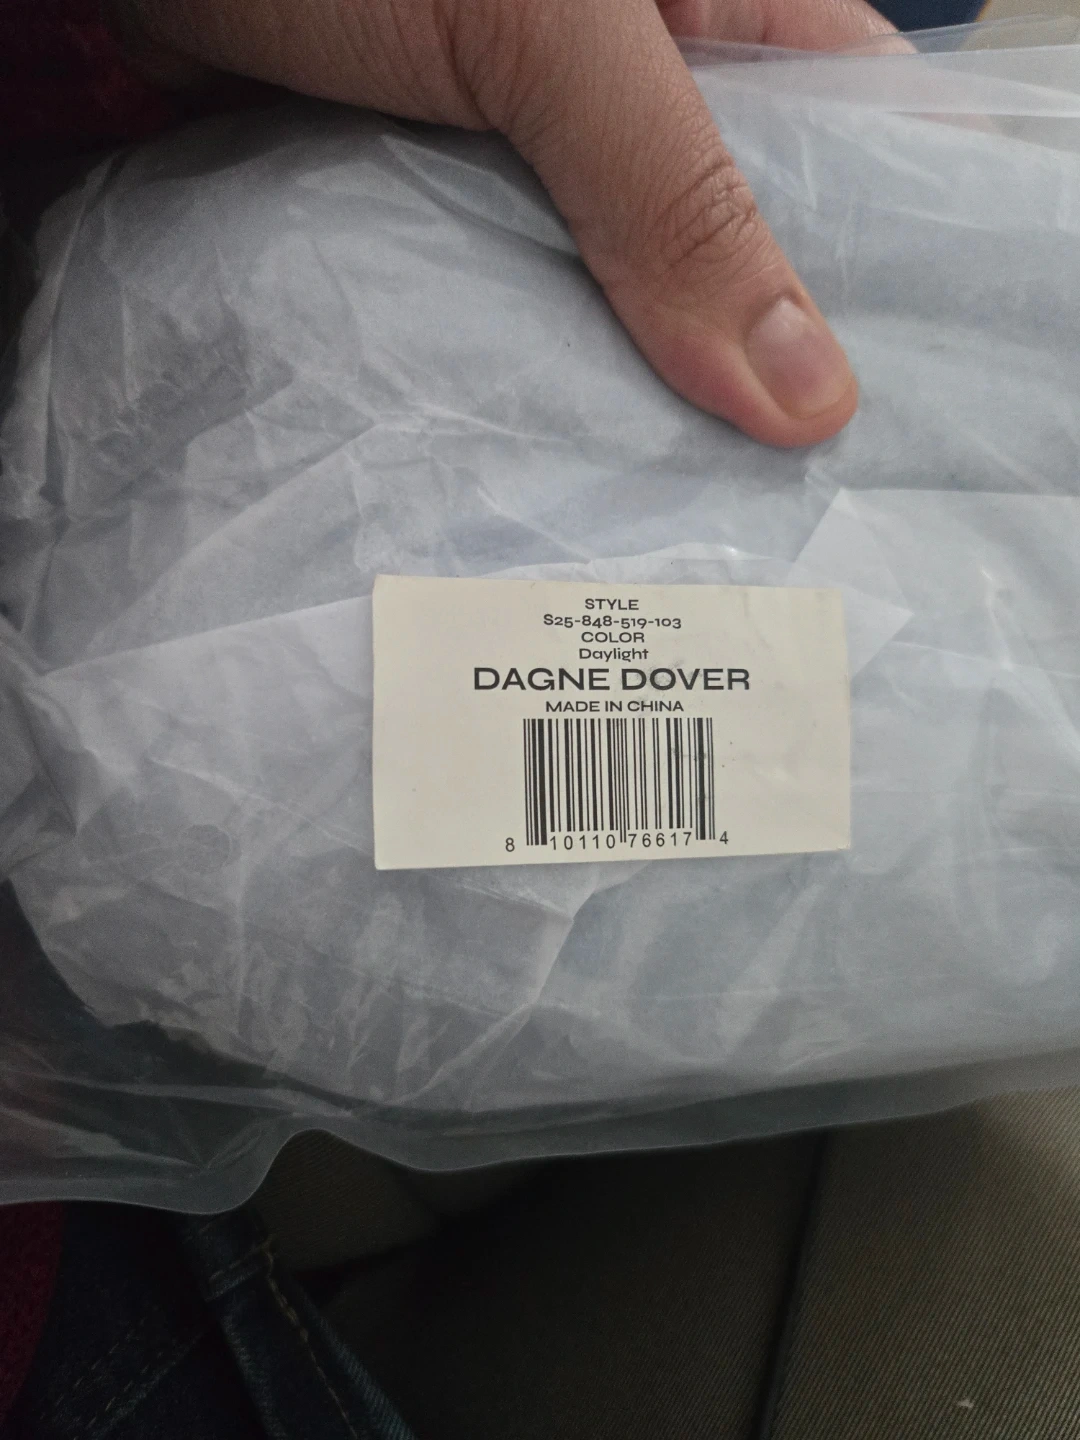 STYLE
S25-848-519-103
COLOR
Daylight
DAGNE DOVER
MADE IN CHINA
8 10110 76617 4